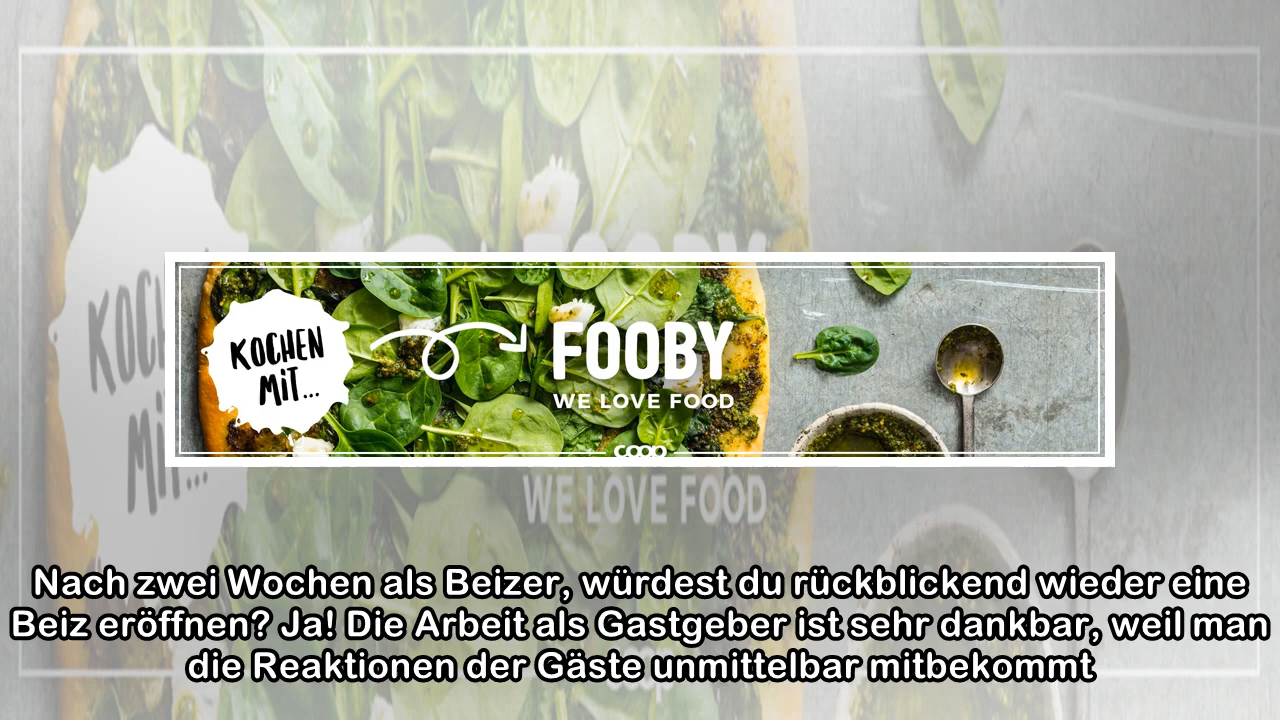 KOCHEN
MiT...
FOOBY
WE LOVE FOOD
coop
WE LOVE FOOD
Nach zwei Wochen als Beizer, würdest du rückblickend wieder eine
Beiz eröffnen? Ja! Die Arbeit als Gastgeber ist sehr dankbar, weil man
die Reaktionen der Gäste unmittelbar mitbekommt